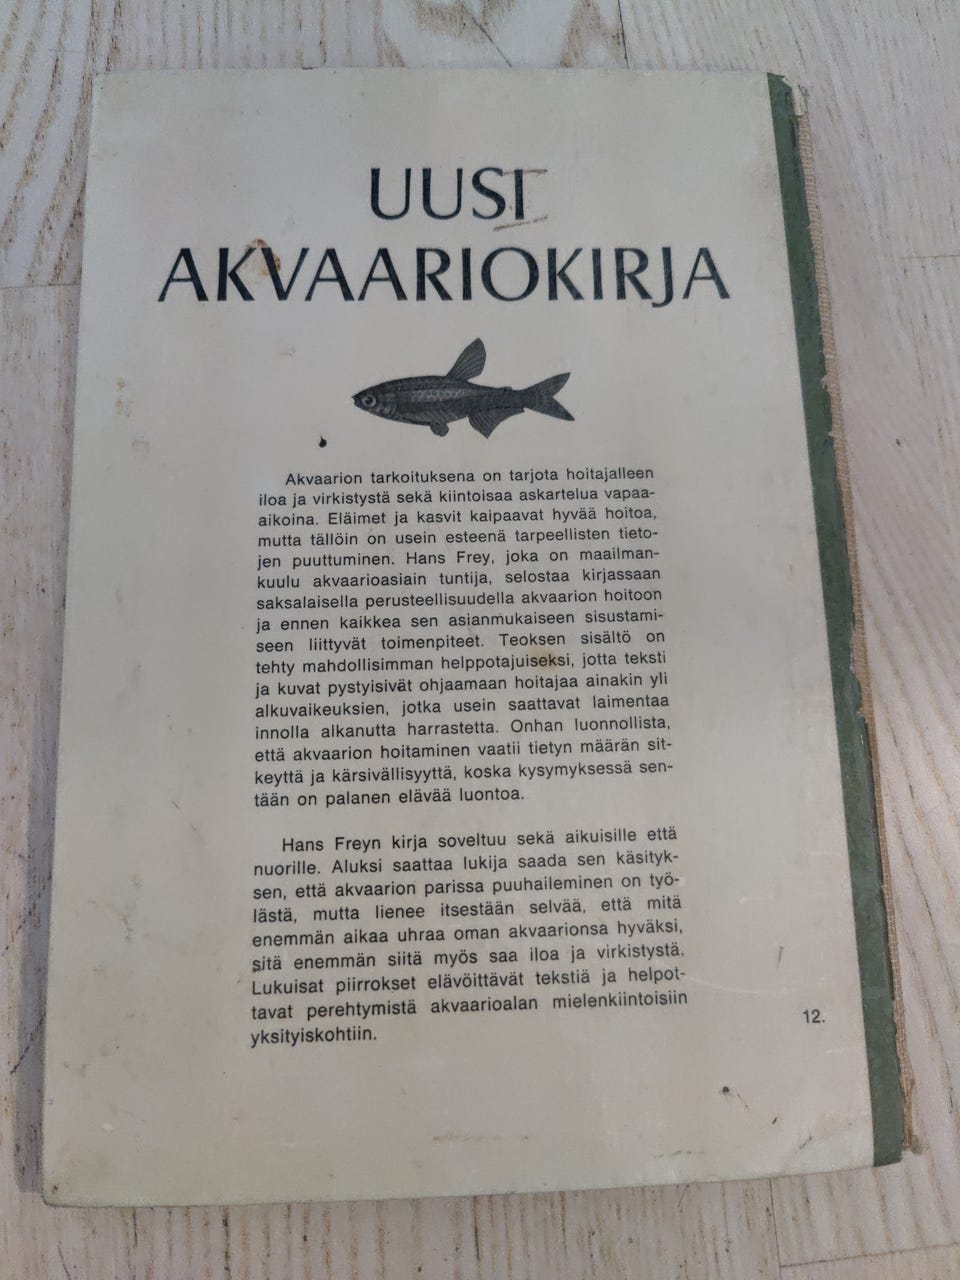 UUSI
AKVAARIOKIRJA
Akvaarion tarkoituksena on tarjota hoitajalleen
iloa ja virkistystä sekä kiintoisaa askartelua vapaa-
aikoina. Eläimet ja kasvit kaipaavat hyvää hoitoa,
mutta tällöin on usein esteenä tarpeellisten tieto-
jen puuttuminen. Hans Frey, joka on maailman-
kuulu akvaarioasiain tuntija, selostaa kirjassaan
saksalaisella perusteellisuudella akvaarion hoitoon
ja ennen kaikkea sen asianmukaiseen sisustami-
seen liittyvät toimenpiteet. Teoksen sisältö on
tehty mahdollisimman helppotajuiseksi, jotta teksti
ja kuvat pystyisivät ohjaamaan hoitajaa ainakin yli
alkuvaikeuksien, jotka usein saattavat laimentaa
innolla alkanutta harrastetta. Onhan luonnollista,
että akvaarion hoitaminen vaatii tietyn määrän sit-
keyttä ja kärsivällisyyttä, koska kysymyksessä sen-
tään on palanen elävää luontoa.
Hans Freyn kirja soveltuu sekä aikuisille että
nuorille. Aluksi saattaa lukija saada sen käsityk-
sen, että akvaarion parissa puuhaileminen on työ-
lästä, mutta lienee itsestään selvää, että mitä
enemmän aikaa uhraa oman akvaarionsa hyväksi,
sitä enemmän siitä myös saa iloa ja virkistystä.
Lukuisat piirrokset elävöittävät tekstiä ja helpot-
tavat perehtymistä akvaarioalan mielenkiintoisiin
yksityiskohtiin.
12.